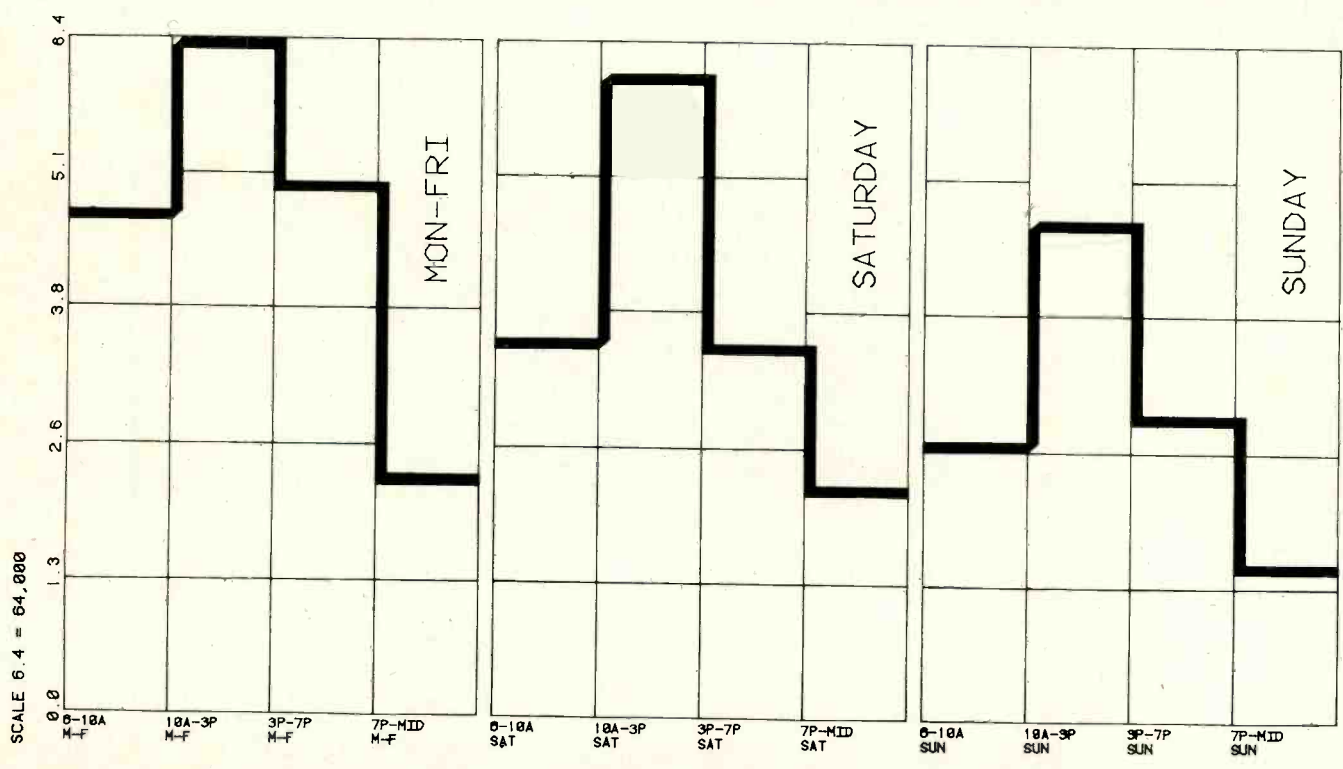 6.4
5.1
3.8
2.6
1.3
0.0
SCALE 6.4 = 64,000
MON-FRI
SATURDAY
SUNDAY
6-10A 10A-3P 3P-7P 7P-MID
M-F M-F M-F M-F
6-10A 10A-3P 3P-7P 7P-MID
SAT SAT SAT SAT
6-10A 10A-3P 3P-7P 7P-MID
SUN SUN SUN SUN